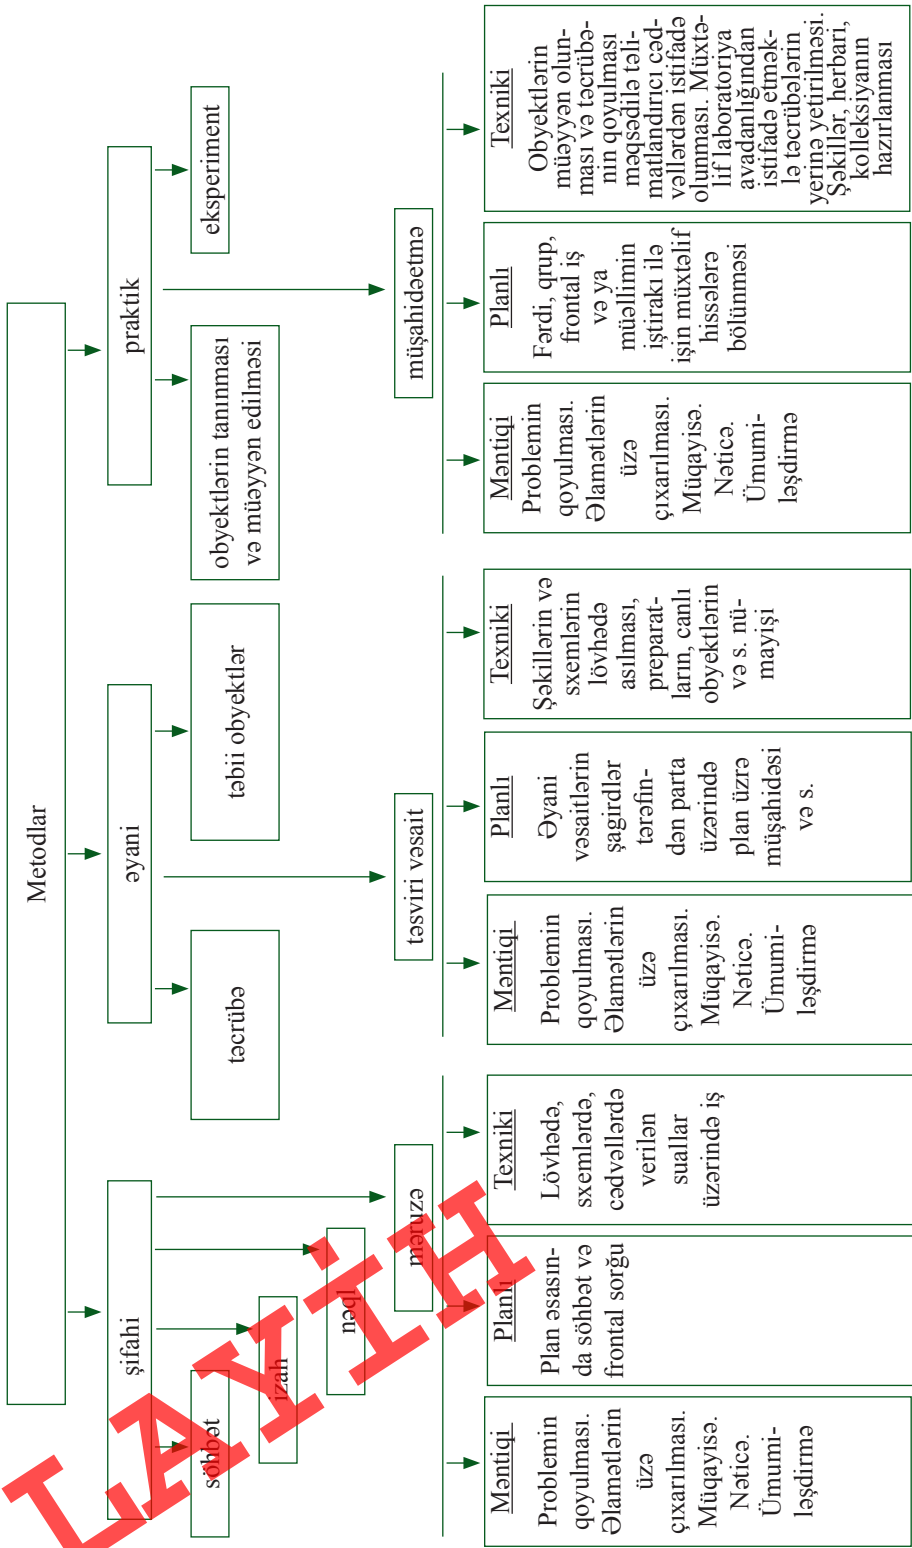 Metodlar
şifahi
əyani
praktik
söhbət
izah
nəql
məruzə
təcrübə
təbii obyektlər
təsviri vəsait
obyektlərin tanınması
və müəyyən edilməsi
eksperiment
müşahidəetmə
Məntiqi
Problemin
qoyulması.
Əlamətlərin
üzə
çıxarılması.
Müqayisə.
Nəticə.
Ümumi-
ləşdirmə
Planlı
Plan əsasın-
da söhbət və
frontal sorğu
Texniki
Lövhədə,
sxemlərdə,
cədvəllərdə
verilən
suallar
üzərində iş
Məntiqi
Problemin
qoyulması.
Əlamətlərin
üzə
çıxarılması.
Müqayisə.
Nəticə.
Ümumi-
ləşdirmə
Planlı
Əyani
vəsaitlərin
şagirdlər
tərəfin-
dən parta
üzərində
plan üzrə
müşahidəsi
və s.
Texniki
Şəkillərin və
sxemlərin
lövhədə
asılması,
preparat-
ların, canlı
obyektlərin
və s. nü-
mayişi
Məntiqi
Problemin
qoyulması.
Əlamətlərin
üzə
çıxarılması.
Müqayisə.
Nəticə.
Ümumi-
ləşdirmə
Planlı
Fərdi, qrup,
frontal iş
və ya
müəllimin
iştirakı ilə
işin müxtəlif
hissələrə
bölünməsi
Texniki
Obyektlərin
müəyyən olun-
ması və təcrübə-
nin qoyulması
məqsədilə təli-
matlandırıcı cəd-
vəllərdən istifadə
olunması. Müxtə-
lif laboratoriya
avadanlığından
istifadə etmək-
lə təcrübələrin
yerinə yetirilməsi.
Şəkillər, herbari,
kolleksiyanın
hazırlanması
LAYİH